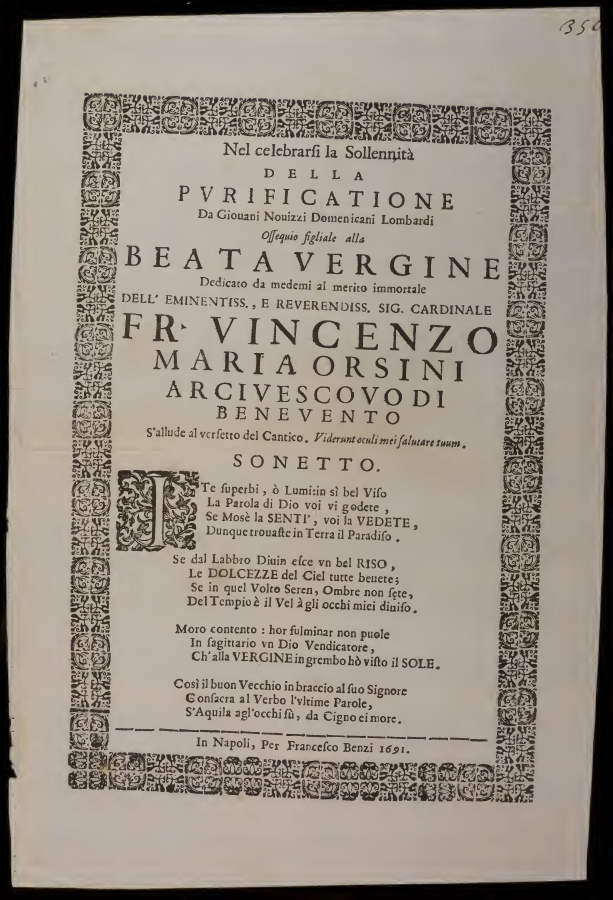 350
Nel celebrarſi la Sollennità
DELLA
PVRIFICATIONE
Da Giouani Nouizzi Domenicani Lombardi
Oſſequio figliale alla
BEATA VERGINE
Dedicato da medemi al merito immortale
DELL' EMINENTISS., E REVERENDISS. SIG. CARDINALE
FR. VINCENZO
MARIA ORSINI
ARCIVESCOVO DI
BENEVENTO
S'allude al verſetto del Cantico. Viderunt oculi mei ſalutare tuum.
SONETTO.
ITe ſuperbi, ò Lumi: in sì bel Viſo
La Parola di Dio voi vi godete,
Se Mosè la SENTI', voi la VEDETE,
Dunque trouaſte in Terra il Paradiſo.
Se dal Labbro Diuin eſce vn bel RISO,
Le DOLCEZZE del Ciel tutte beuete;
Se in quel Volto Seren, Ombre non ſete,
Del Tempio è il Vel à gli occhi miei diuiſo.
Moro contento: hor fulminar non puole
In ſagittario vn Dio Vendicatore,
Ch'alla VERGINE in grembo hò viſto il SOLE.
Così il buon Vecchio in braccio al ſuo Signore
Conſacra al Verbo l'vltime Parole,
S'Aquila agl'occhi fù, da Cigno ei more.
In Napoli, Per Franceſco Benzi 1691.